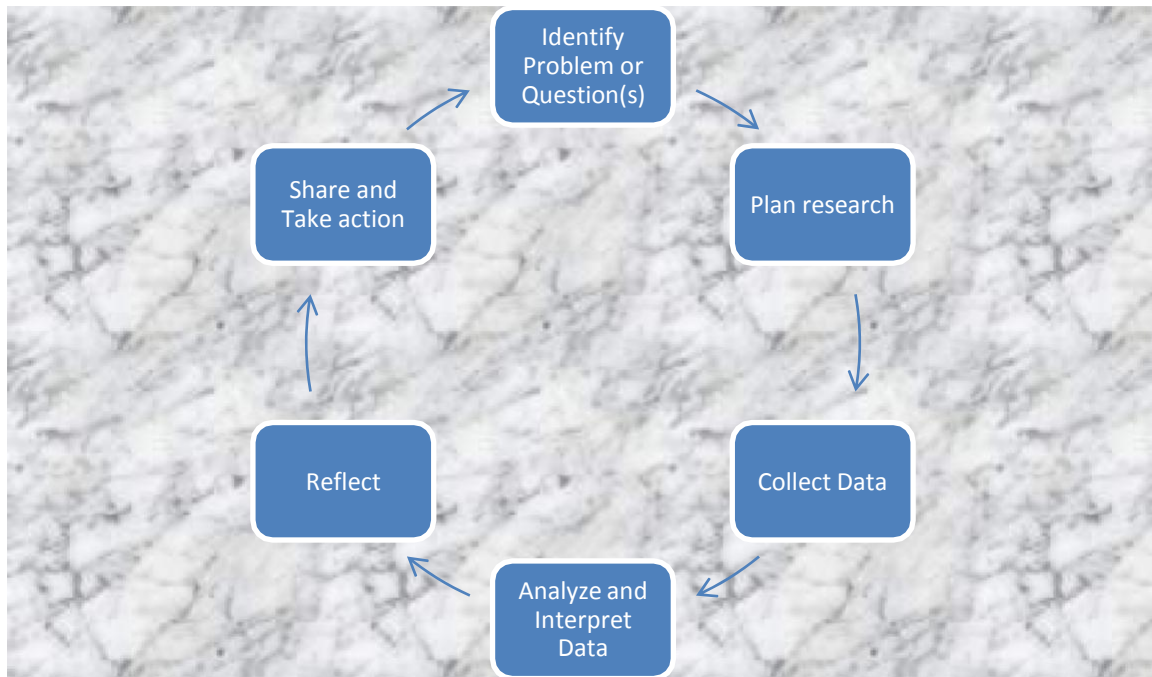 Identify
Problem or
Question(s)
Plan research
Collect Data
Analyze and
Interpret
Data
Reflect
Share and
Take action